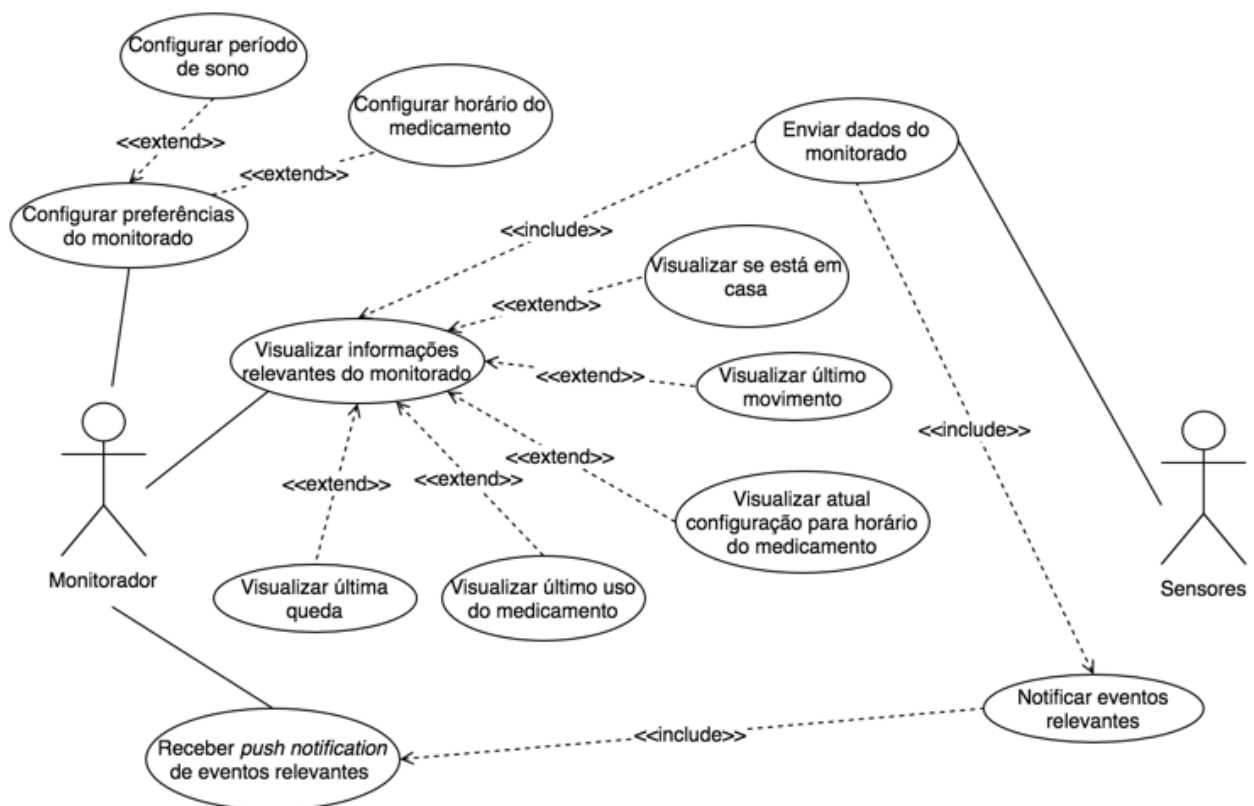 Configurar período
de sono
Configurar horário do
medicamento
Enviar dados do
monitorado
<<extend>>
<<extend>>
Configurar preferências
do monitorado
<<include>>
Visualizar se está em
casa
<<extend>>
Visualizar informações
relevantes do monitorado
<<extend>>
Visualizar último
movimento
<<include>>
<<extend>>
<<extend>>
<<extend>>
Visualizar atual
configuração para horário
do medicamento
Monitorador
Visualizar última
queda
Visualizar último uso
do medicamento
Sensores
Notificar eventos
relevantes
<<include>>
Receber push notification
de eventos relevantes